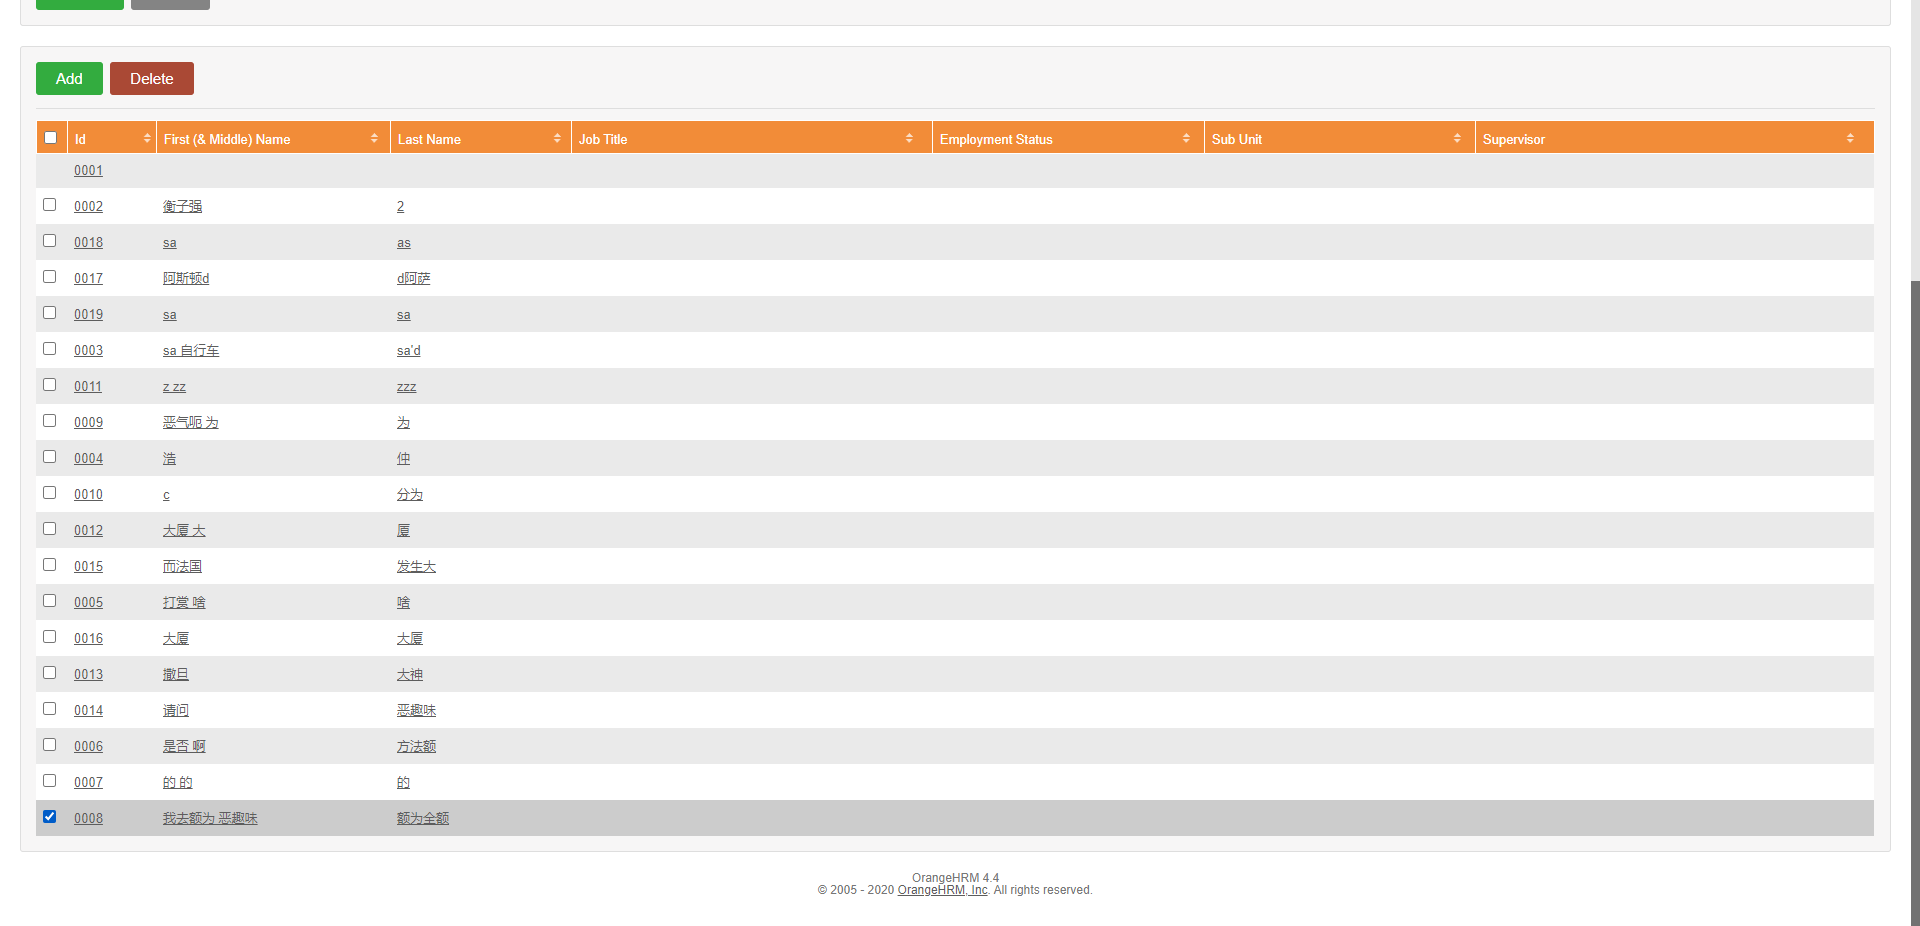 Add Delete
Id First (& Middle) Name Last Name Job Title Employment Status Sub Unit Supervisor
0001
0002 衡子强 2
0018 sa as
0017 阿斯顿d d阿萨
0019 sa sa
0003 sa 自行车 sa'd
0011 z zz zzz
0009 恶气呃 为 为
0004 浩 仲
0010 c 分为
0012 大厦 大 厦
0015 而法国 发生大
0005 打赏 啥 啥
0016 大厦 大厦
0013 撒旦 大神
0014 请问 恶趣味
0006 是否 啊 方法额
0007 的 的 的
0008 我去额为 恶趣味 额为全额
OrangeHRM 4.4
© 2005 - 2020 OrangeHRM, Inc. All rights reserved.